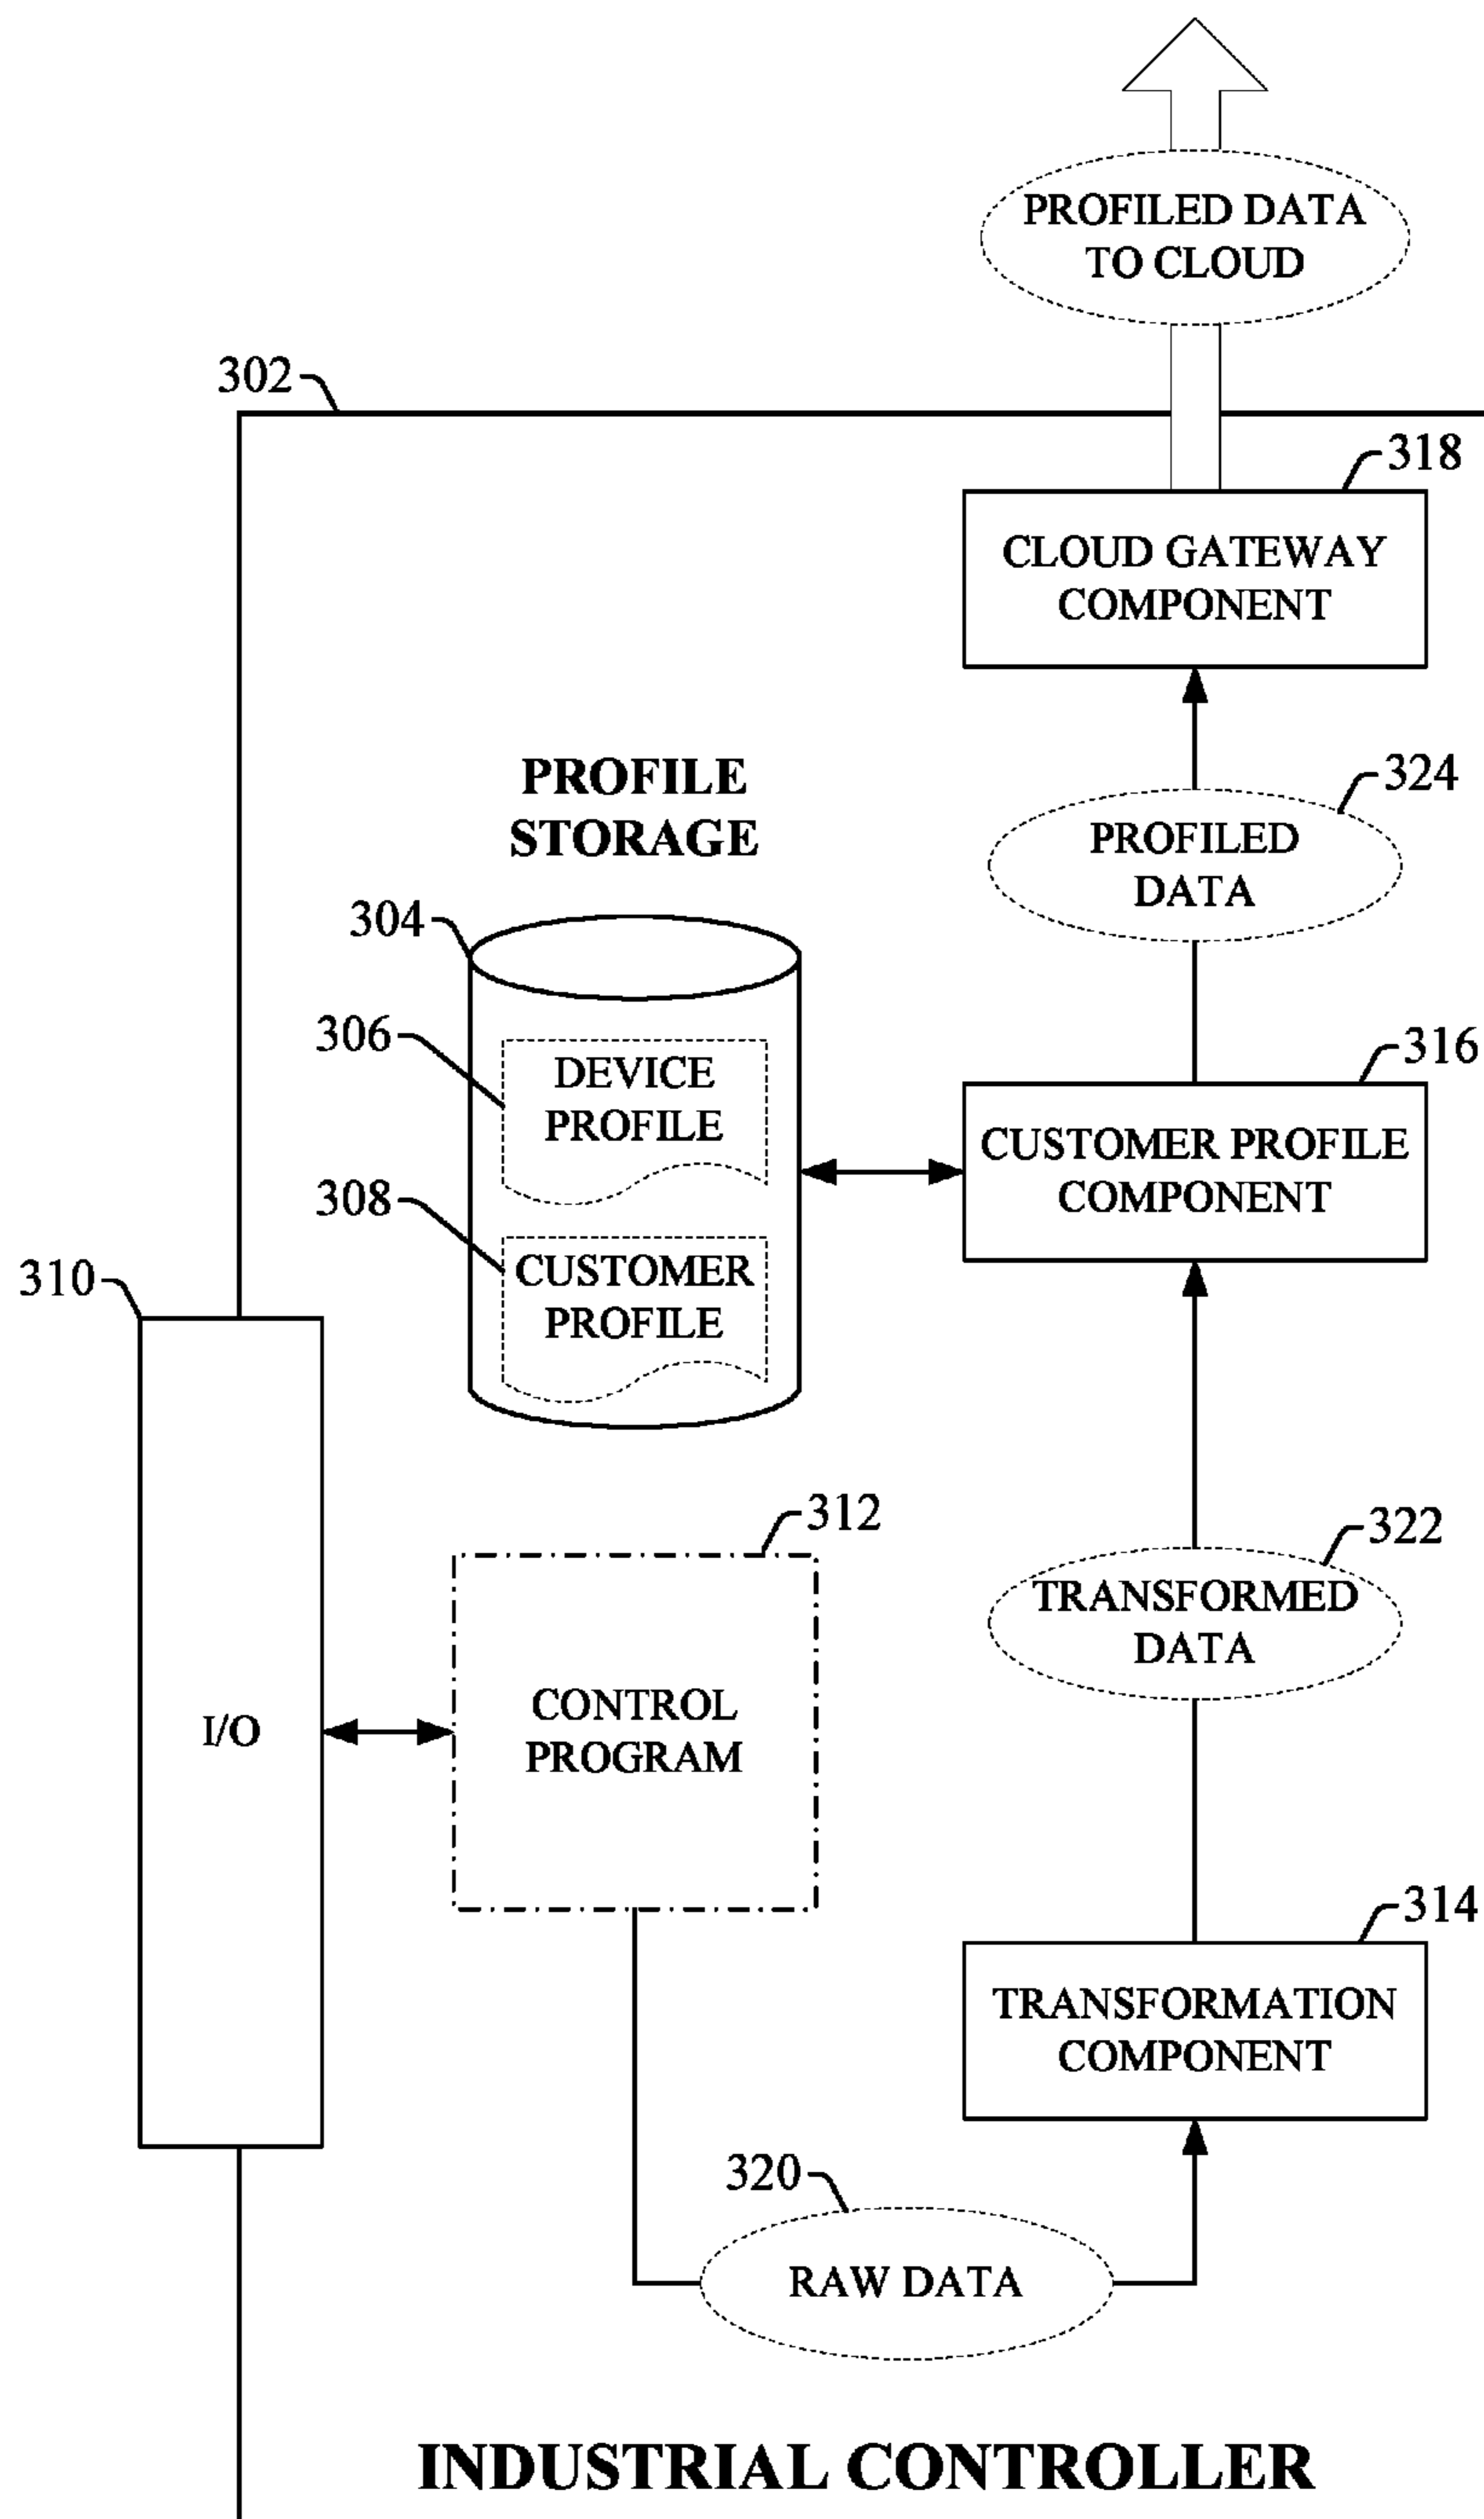 PROFILED DATA
TO CLOUD
302
318
CLOUD GATEWAY
COMPONENT
PROFILE
STORAGE
324
PROFILED
DATA
304
306
DEVICE
PROFILE
316
CUSTOMER PROFILE
COMPONENT
308
CUSTOMER
PROFILE
310
I/O
312
CONTROL
PROGRAM
322
TRANSFORMED
DATA
314
TRANSFORMATION
COMPONENT
320
RAW DATA
INDUSTRIAL CONTROLLER